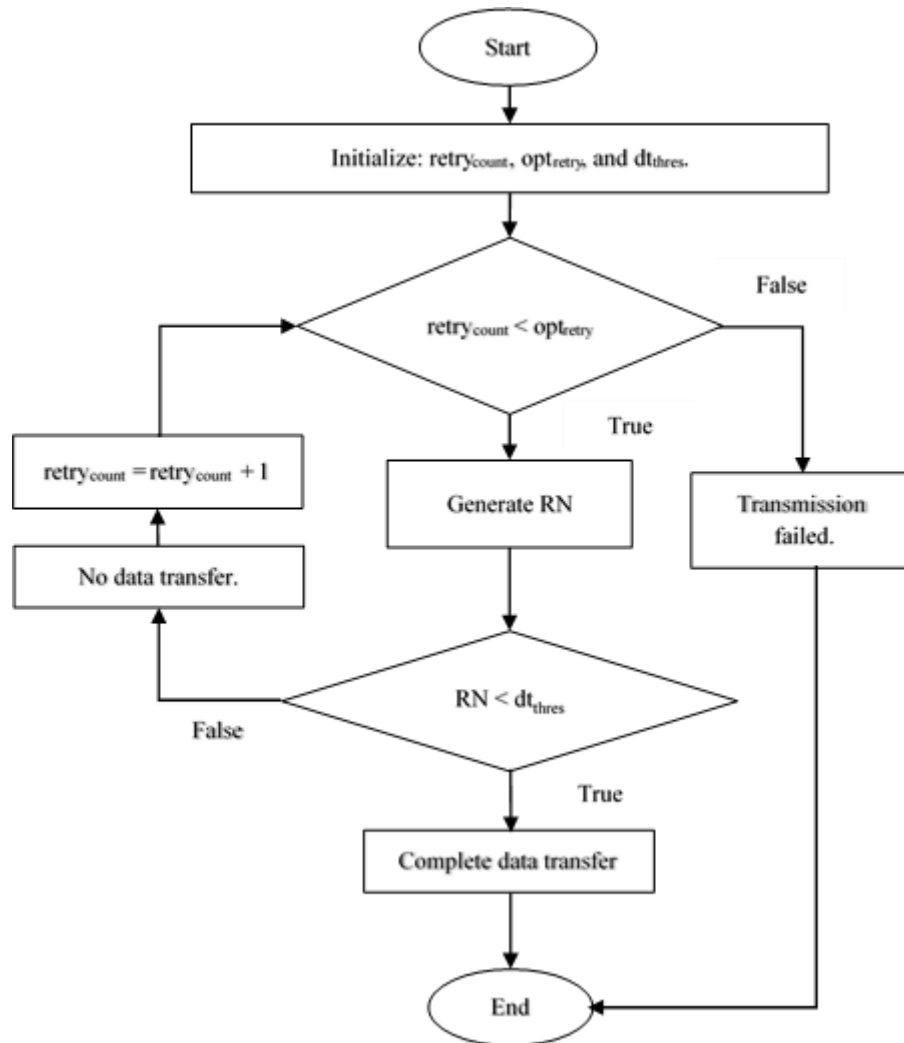 Start
Initialize: retrycount, optretry, and dtthres.
False
retrycount < optretry
True
retrycount = retrycount + 1
Generate RN
Transmission
failed.
No data transfer.
RN < dtthres
False
True
Complete data transfer
End